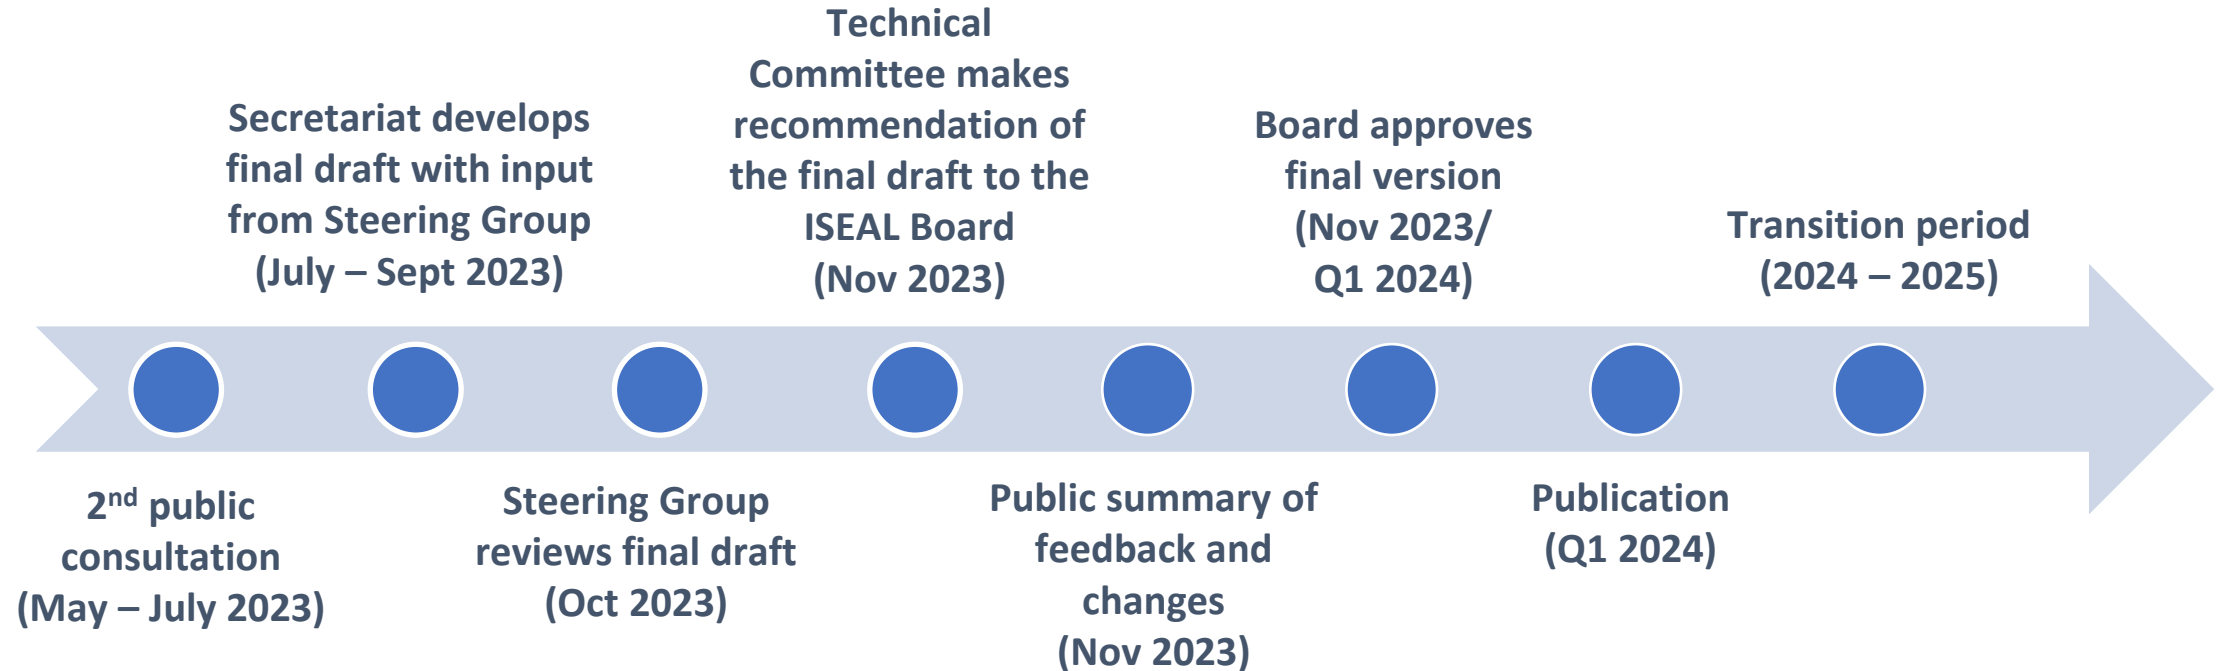 2nd public
consultation
(May – July 2023)
Secretariat develops
final draft with input
from Steering Group
(July – Sept 2023)
Steering Group
reviews final draft
(Oct 2023)
Technical
Committee makes
recommendation of
the final draft to the
ISEAL Board
(Nov 2023)
Public summary of
feedback and
changes
(Nov 2023)
Board approves
final version
(Nov 2023/
Q1 2024)
Publication
(Q1 2024)
Transition period
(2024 – 2025)